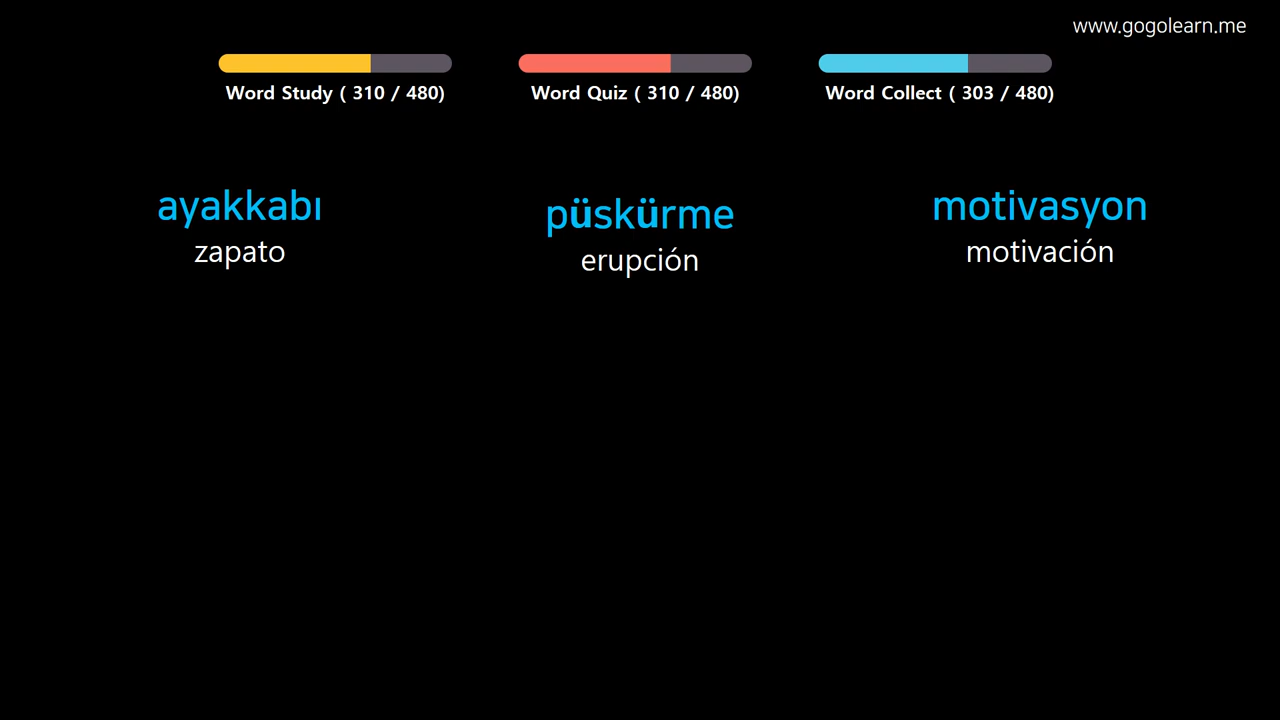 www.gogolearn.me
Word Study ( 310 / 480)
Word Quiz ( 310 / 480)
Word Collect ( 303 / 480)
ayakkabı
zapato
püskürme
erupción
motivasyon
motivación